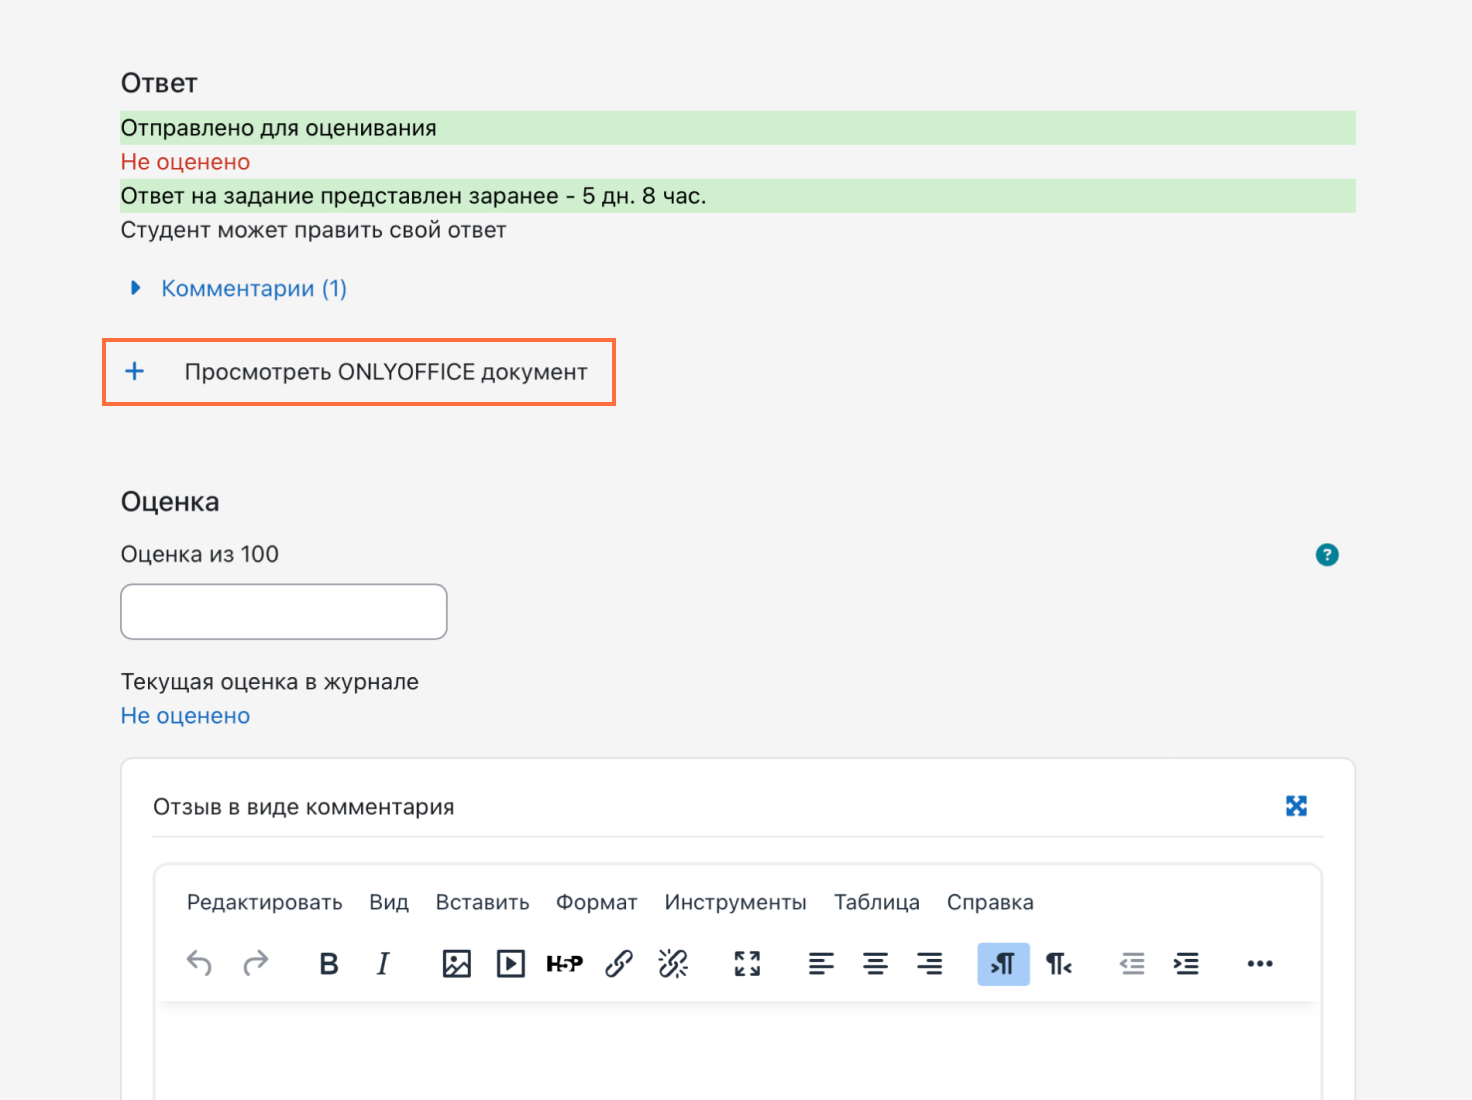 Ответ
Отправлено для оценивания
Не оценено
Ответ на задание представлен заранее - 5 дн. 8 час.
Студент может править свой ответ
Комментарии (1)
Просмотреть ONLYOFFICE документ
Оценка
Оценка из 100
?
Текущая оценка в журнале
Не оценено
Отзыв в виде комментария
Редактировать Вид Вставить Формат Инструменты Таблица Справка
B I H5P